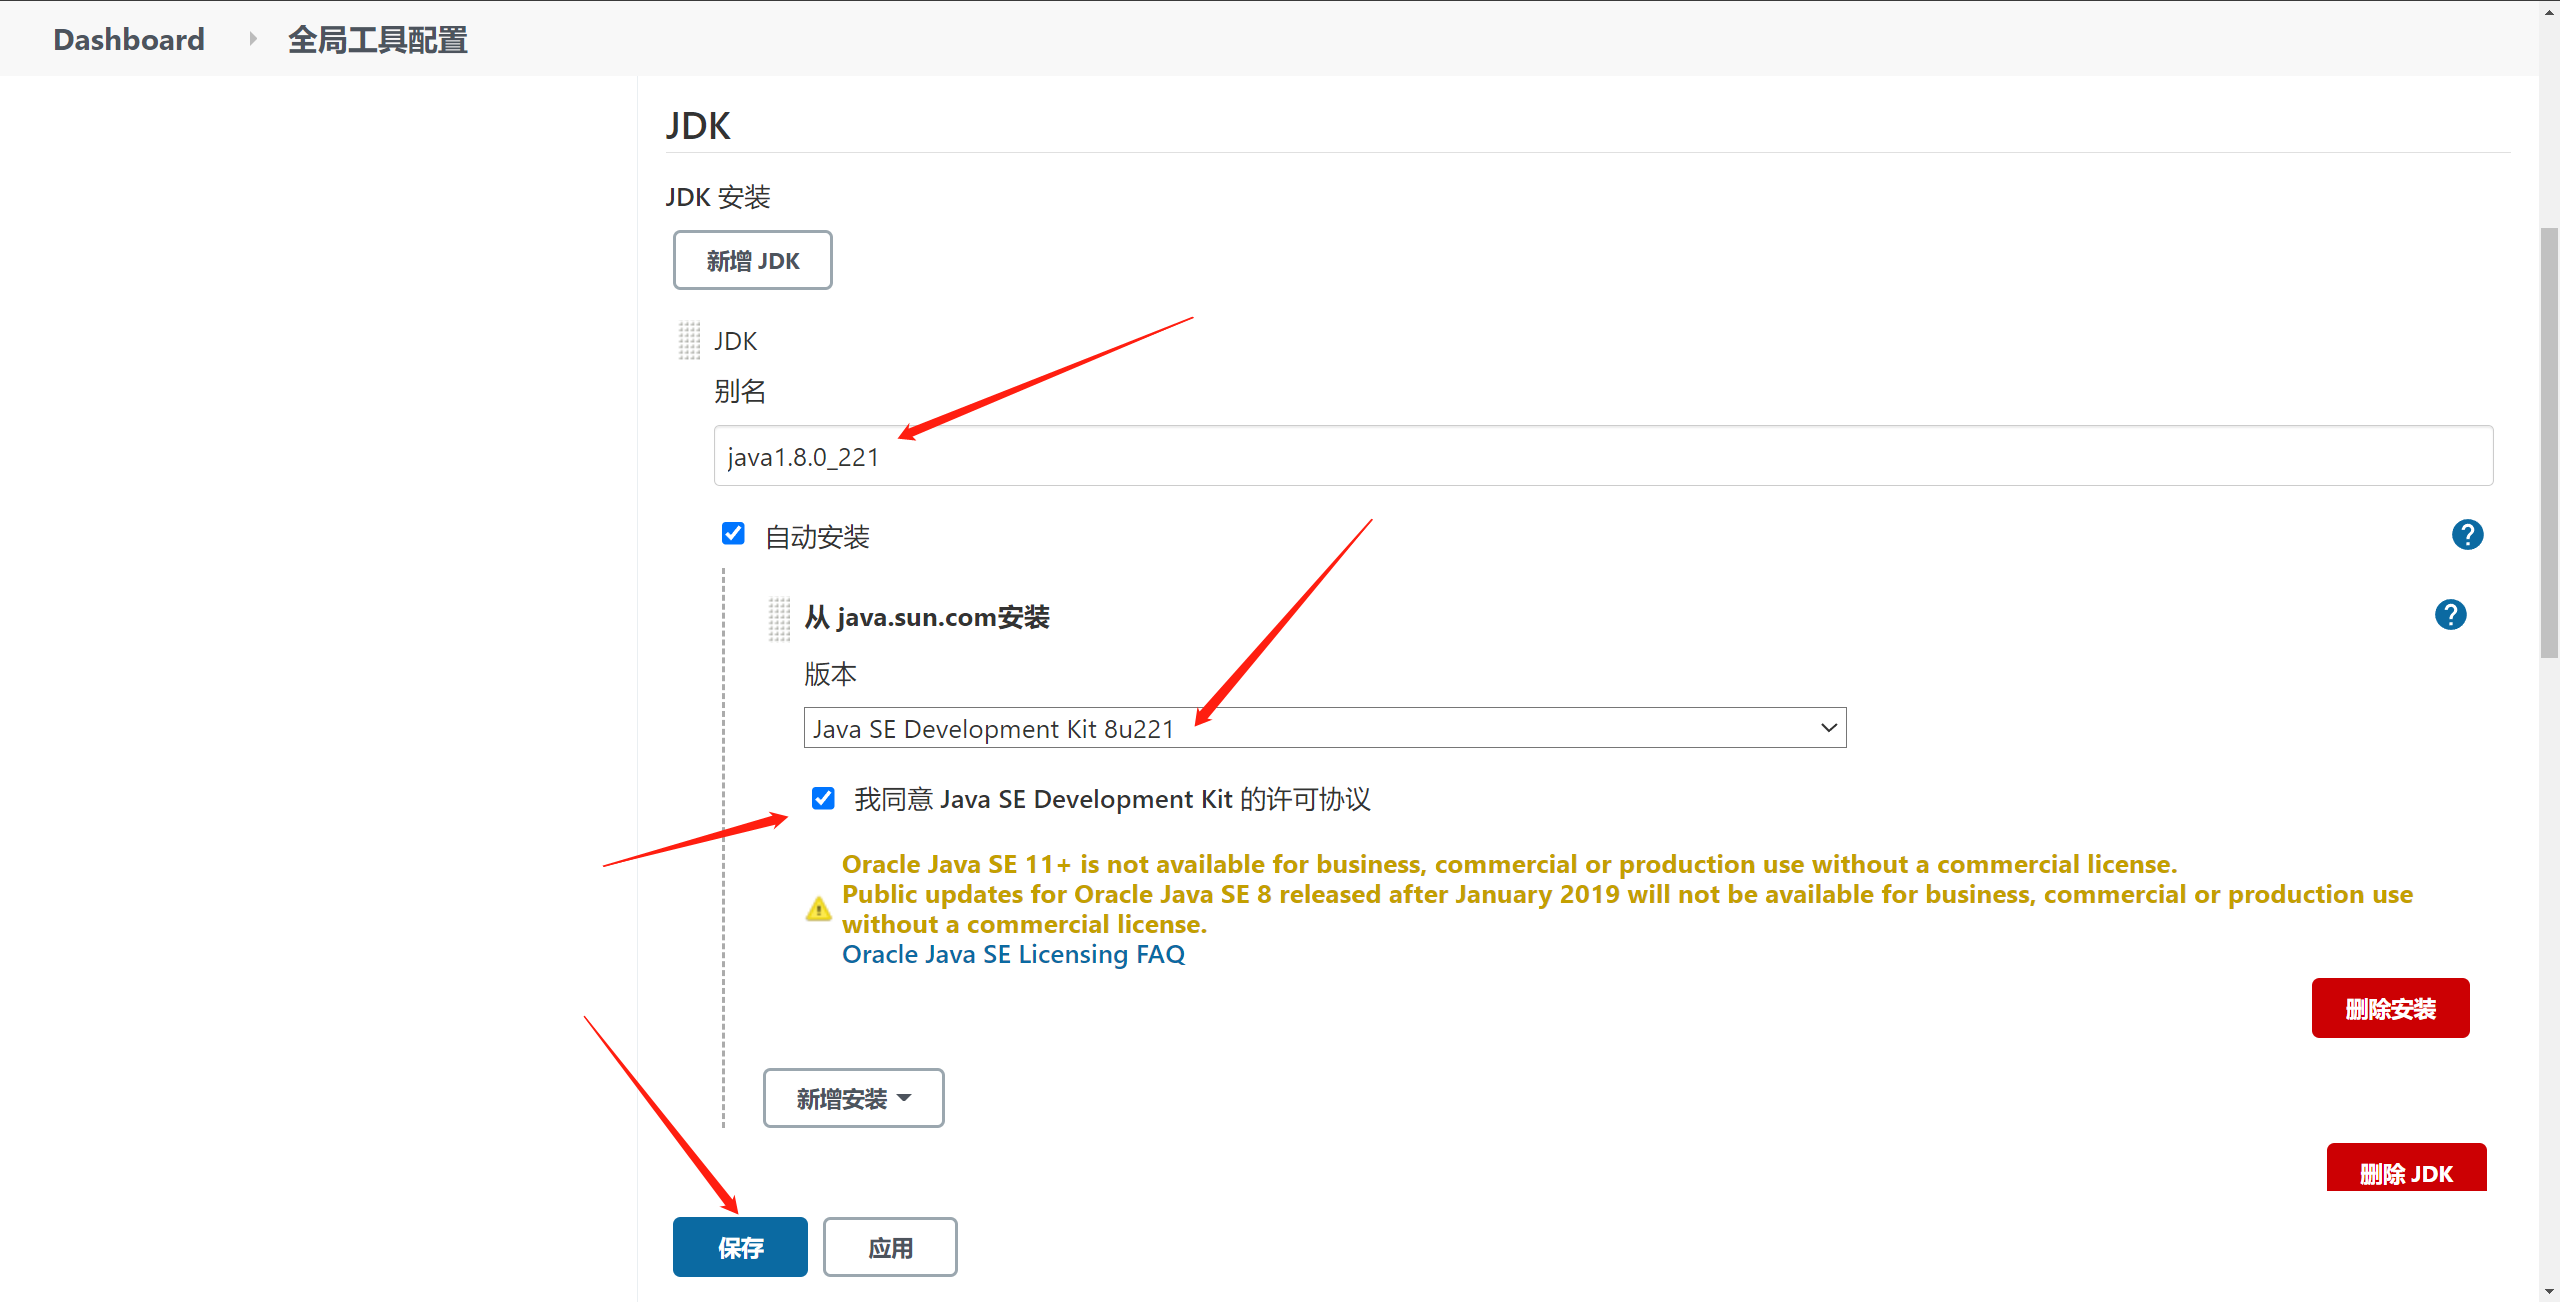 Dashboard 全局工具配置
JDK
JDK 安装
新增 JDK
JDK
别名
java1.8.0_221
自动安装
?
从 java.sun.com安装
?
版本
Java SE Development Kit 8u221
我同意 Java SE Development Kit 的许可协议
Oracle Java SE 11+ is not available for business, commercial or production use without a commercial license.
Public updates for Oracle Java SE 8 released after January 2019 will not be available for business, commercial or production use
without a commercial license.
Oracle Java SE Licensing FAQ
删除安装
新增安装
删除 JDK
保存 应用